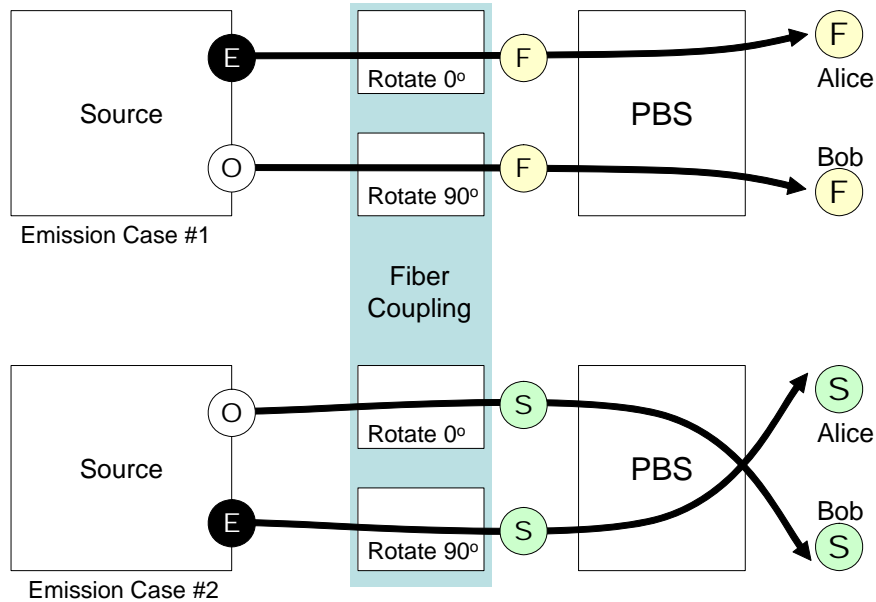 E
F
F
Rotate 0º
Alice
Source
PBS
Bob
O
F
F
Rotate 90º
Emission Case #1
Fiber
Coupling
O
S
S
Rotate 0º
Alice
Source
PBS
Bob
E
S
S
Rotate 90º
Emission Case #2